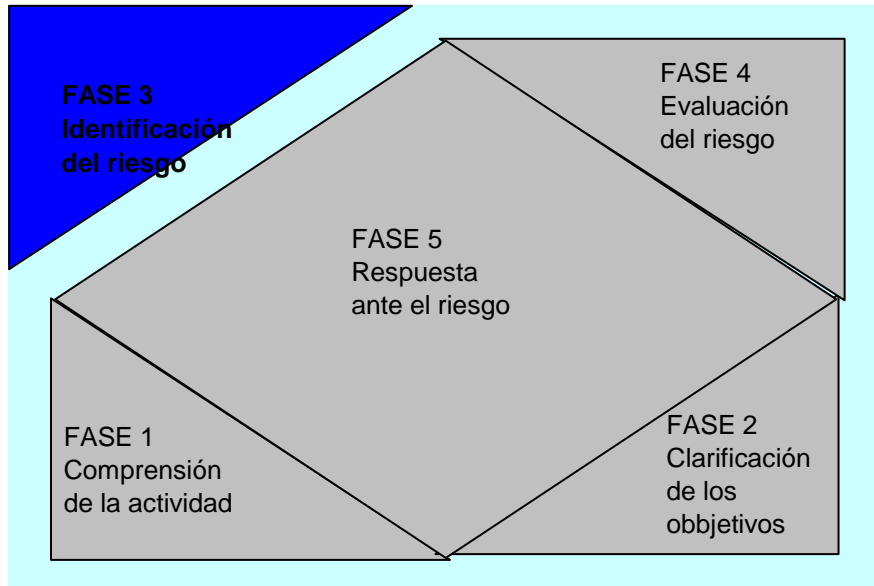 FASE 3
Identificación
del riesgo
FASE 4
Evaluación
del riesgo
FASE 5
Respuesta
ante el riesgo
FASE 1
Comprensión
de la actividad
FASE 2
Clarificación
de los
obbjetivos